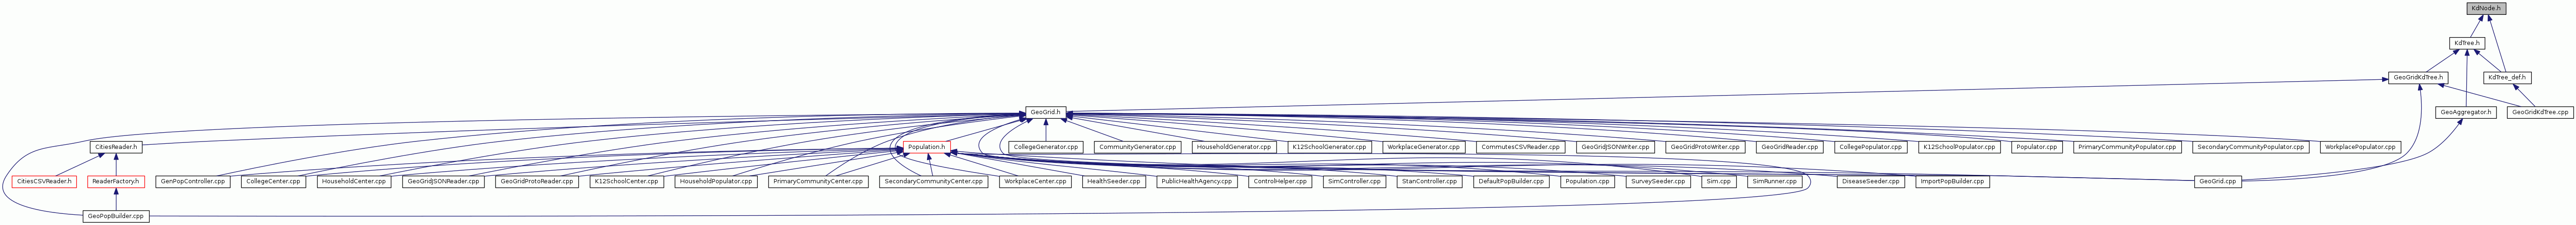 KdNode.h
KdTree.h
GeoGridKdTree.h
KdTree_def.h
GeoGrid.h
GeoAggregator.h
GeoGridKdTree.cpp
CitiesReader.h
Population.h
CollegeGenerator.cpp
CommunityGenerator.cpp
HouseholdGenerator.cpp
K12SchoolGenerator.cpp
WorkplaceGenerator.cpp
CommutesCSVReader.cpp
GeoGridJSONWriter.cpp
GeoGridProtoWriter.cpp
GeoGridReader.cpp
CollegePopulator.cpp
K12SchoolPopulator.cpp
Populator.cpp
PrimaryCommunityPopulator.cpp
SecondaryCommunityPopulator.cpp
WorkplacePopulator.cpp
CitiesCSVReader.h
ReaderFactory.h
GenPopController.cpp
CollegeCenter.cpp
HouseholdCenter.cpp
GeoGridJSONReader.cpp
GeoGridProtoReader.cpp
K12SchoolCenter.cpp
HouseholdPopulator.cpp
PrimaryCommunityCenter.cpp
SecondaryCommunityCenter.cpp
WorkplaceCenter.cpp
HealthSeeder.cpp
PublicHealthAgency.cpp
ControlHelper.cpp
SimController.cpp
StanController.cpp
DefaultPopBuilder.cpp
Population.cpp
SurveySeeder.cpp
Sim.cpp
SimRunner.cpp
DiseaseSeeder.cpp
ImportPopBuilder.cpp
GeoGrid.cpp
GeoPopBuilder.cpp